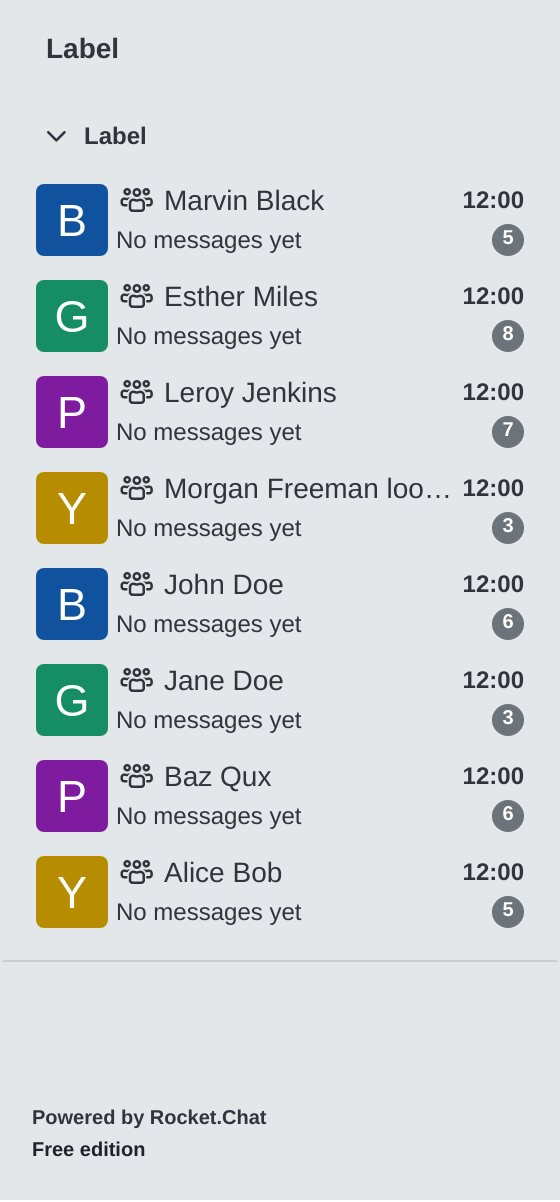 Label
Label
B Marvin Black 12:00
No messages yet 5
G Esther Miles 12:00
No messages yet 8
P Leroy Jenkins 12:00
No messages yet 7
Y Morgan Freeman loo… 12:00
No messages yet 3
B John Doe 12:00
No messages yet 6
G Jane Doe 12:00
No messages yet 3
P Baz Qux 12:00
No messages yet 6
Y Alice Bob 12:00
No messages yet 5
Powered by Rocket.Chat
Free edition